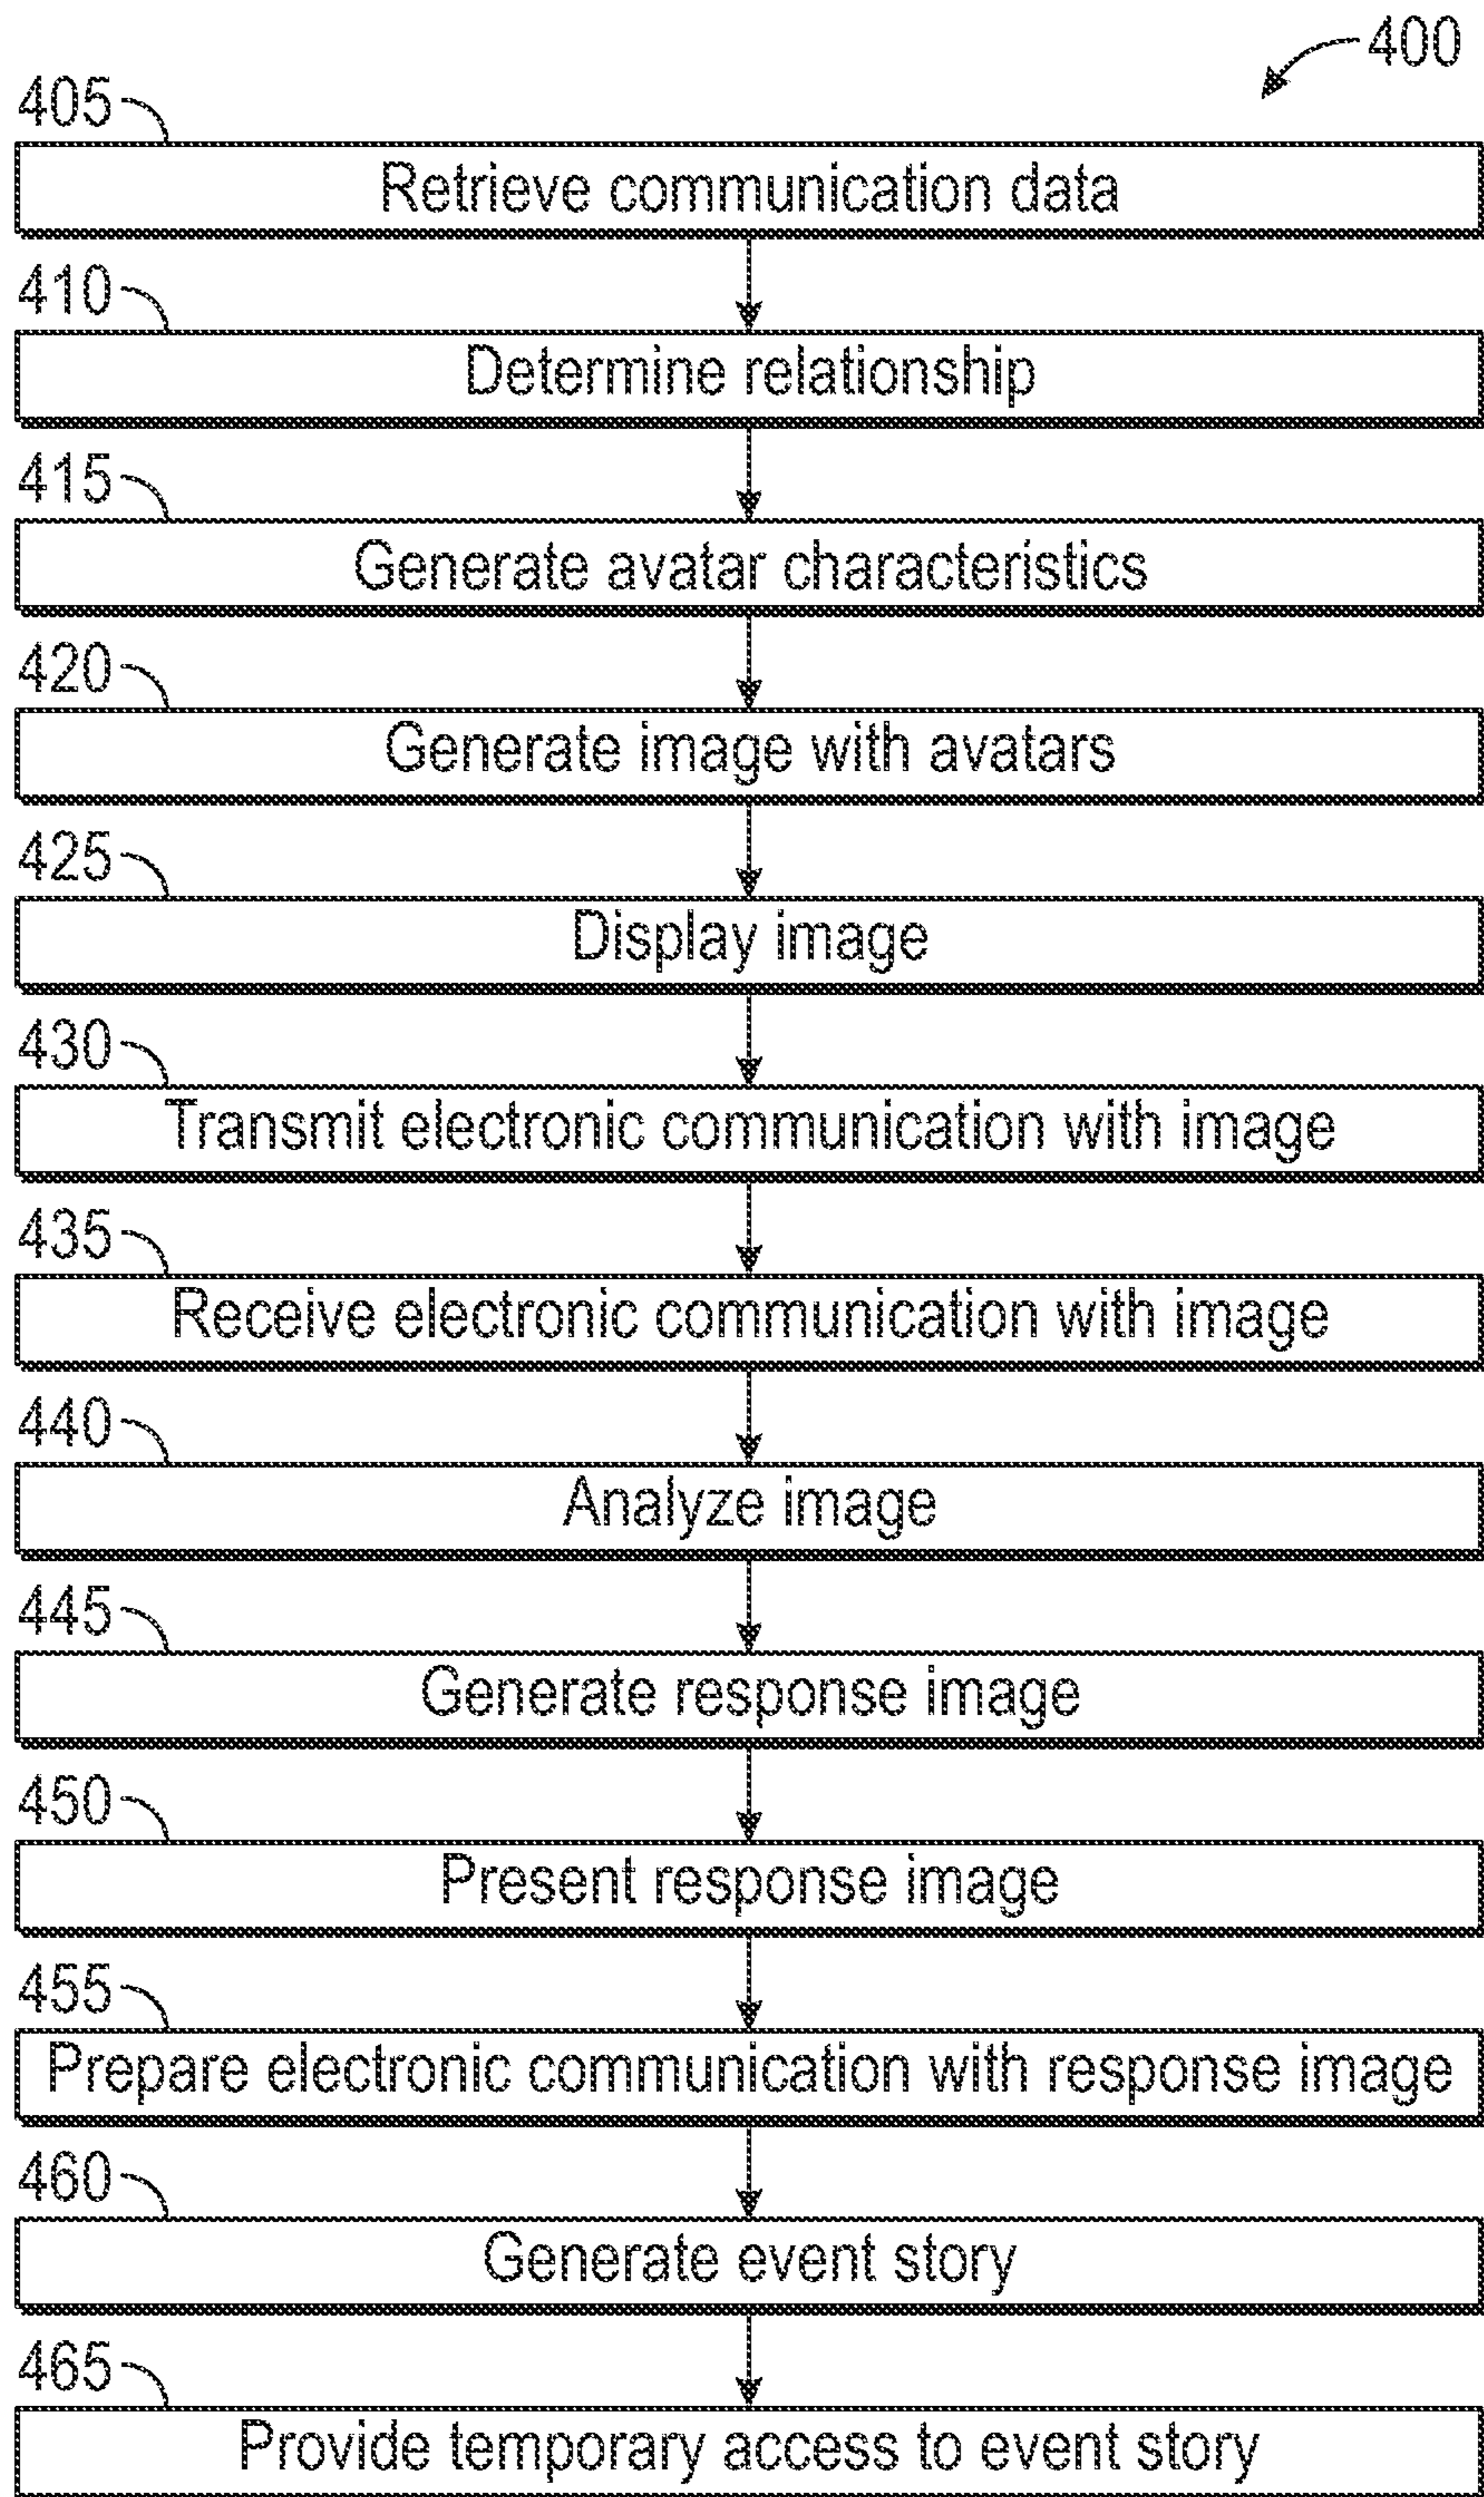 400
405
Retrieve communication data
410
Determine relationship
415
Generate avatar characteristics
420
Generate image with avatars
425
Display image
430
Transmit electronic communication with image
435
Receive electronic communication with image
440
Analyze image
445
Generate response image
450
Present response image
455
Prepare electronic communication with response image
460
Generate event story
465
Provide temporary access to event story